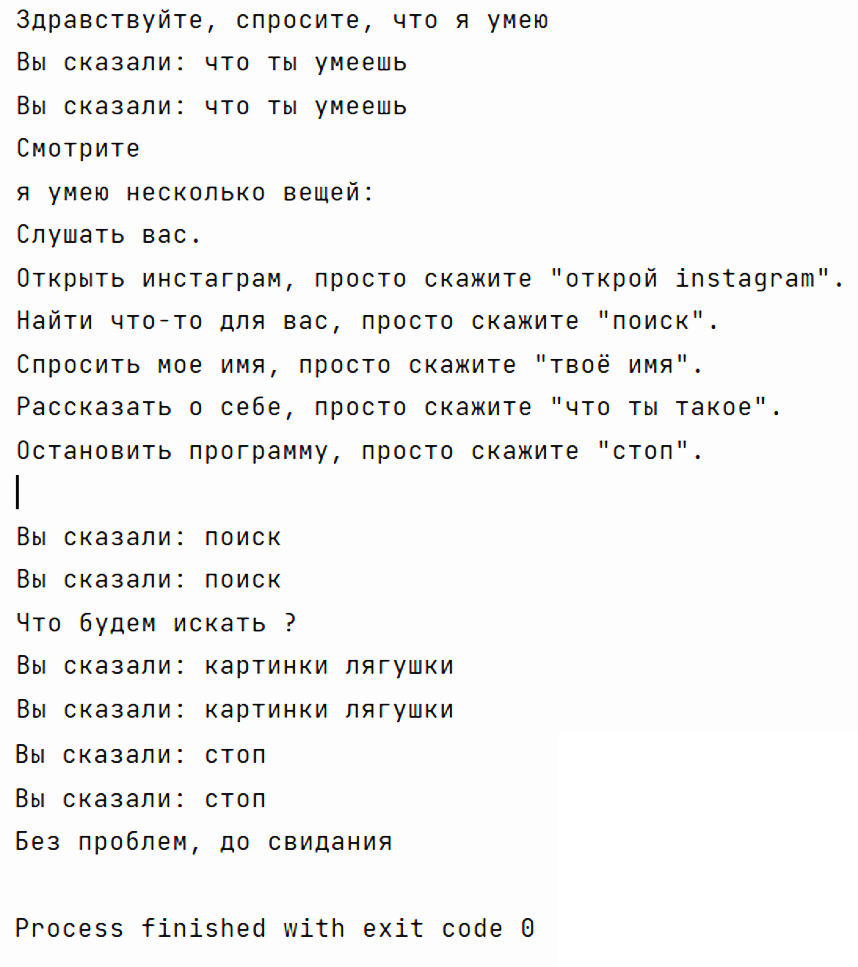 Здравствуйте, спросите, что я умею
Вы сказали: что ты умеешь
Вы сказали: что ты умеешь
Смотрите
я умею несколько вещей:
Слушать вас.
Открыть инстаграм, просто скажите "открой instagram".
Найти что-то для вас, просто скажите "поиск".
Спросить мое имя, просто скажите "твоё имя".
Рассказать о себе, просто скажите "что ты такое".
Остановить программу, просто скажите "стоп".
Вы сказали: поиск
Вы сказали: поиск
Что будем искать ?
Вы сказали: картинки лягушки
Вы сказали: картинки лягушки
Вы сказали: стоп
Вы сказали: стоп
Без проблем, до свидания
Process finished with exit code 0